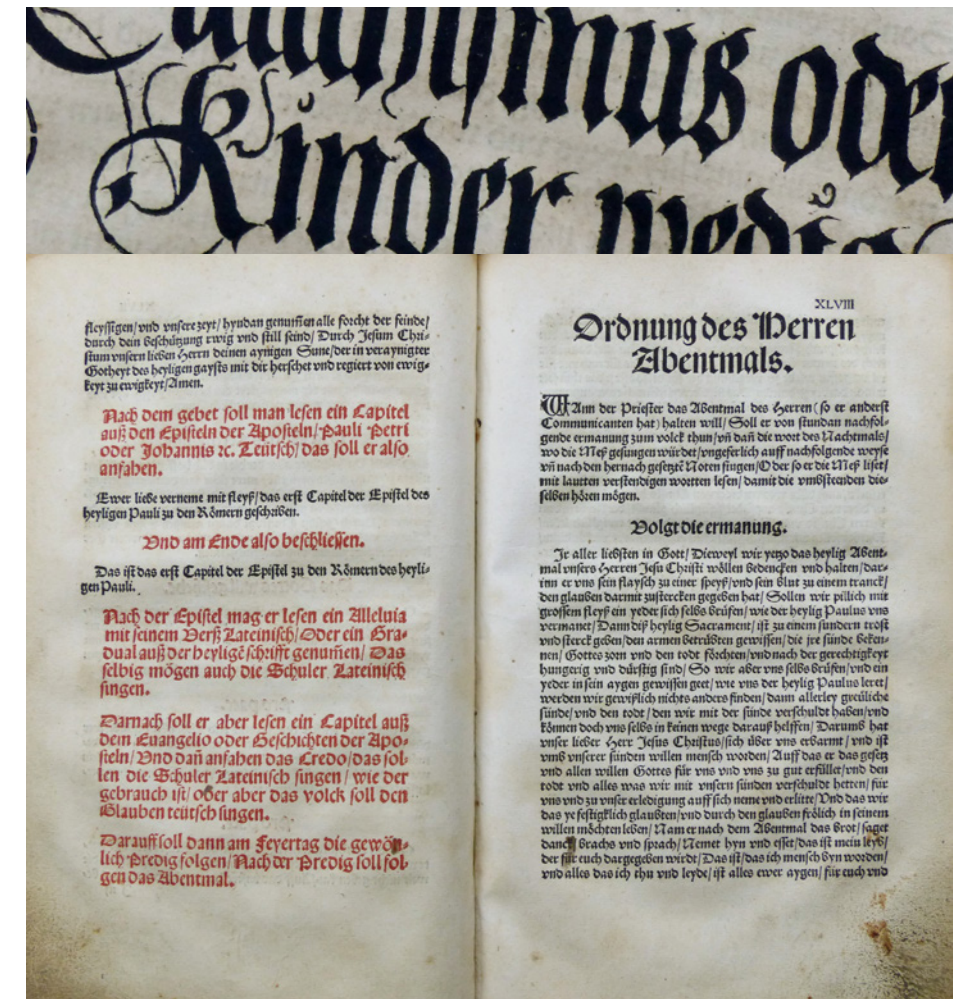 Catechismus oder
Kinder predig
fleyssigen/vnd vnsere zeyt/hyndan genum̃en alle forcht der feinde/
durch dein beschützung rwig vnd still seind/Durch Jesum Chri-
stum vnsern lieben Herrn deinen aynigen Sune/der in veraynigter
Gotheyt des heyligen gaysts mit dir herschet vnd regiert von ewig-
keyt zu ewigkeyt/Amen.
Nach dem gebet soll man lesen ein Capitel
auß den Episteln der Aposteln/Pauli Petri
oder Johannis ꝛc. Teütsch/das soll er also
anfahen.
Ewer liebe verneme mit fleyß/das erst Capitel der Epistel des
heyligen Pauli zu den Römern geschriben.
Vnd am Ende also beschliessen.
Das ist das erst Capitel der Epistel zu den Römern des heyli-
gen Pauli.
Nach der Epistel mag er lesen ein Alleluia
mit seinem Verß Lateinisch/Oder ein Gra-
dual auß der heyligẽ schrifft genum̃en/Das
selbig mögen auch die Schuler Lateinisch
singen.
Darnach soll er aber lesen ein Capitel auß
dem Euangelio oder Geschichten der Apo-
steln/Vnd dañ anfahen das Credo/das sol-
len die Schuler Lateinisch singen/wie der
gebrauch ist/oder aber das volck soll den
Glauben teütsch singen.
Darauff soll dann am Feyertag die gewön-
lich Predig folgen/Nach der Predig soll fol-
gen das Abentmal.
XLVIII
Ordnung des Herren
Abentmals.
WAnn der Priester das Abentmal des Herren (so er anderst
Communicanten hat) halten will/Soll er von stundan nachfol-
gende ermanung zum volck thun/vñ dañ die wort des Nachtmals/
wo die Meß gesungen würdet/vngeferlich auff nachfolgende weyse
vñ nach den hernach gesetztẽ Noten singen/Oder so er die Meß liset/
mit lautten verstendigen wortten lesen/damit die vmbsteenden die-
selben hören mögen.
Volgt die ermanung.
Ir aller liebsten in Gott/Dieweyl wir yetzo das heylig Abent-
mal vnsers Herren Jesu Christi wöllen bedencken vnd halten/dar-
inn er vns sein flaysch zu einer speyß/vnd sein blut zu einem tranck/
den glauben darmit zustercken gegeben hat/Sollen wir pillich mit
grossem fleyß ein yeder sich selbs brüfen/wie der heylig Paulus vns
vermanet/Dann diß heylig Sacrament/ist zu einem sundern trost
vnd sterck geben/den armen betrübten gewissen/die jre sünde beken-
nen/Gottes zorn vnd den todt förchten/vnd nach der gerechtigkeyt
hungerig vnd dürstig sind/So wir aber vns selbs brüfen/vnd ein
yeder in sein aygen gewissen geet/wie vns der heylig Paulus leret/
werden wir gewißlich nichts anders finden/dann allerley greüliche
sünde/vnd den todt/den wir mit der sünde verschuldt haben/vnd
können doch vns selbs in keinen wege darauß helffen/Darumb hat
vnser lieber Herr Jesus Christus/sich über vns erbarmt/vnd ist
vmb vnserer sünden willen mensch worden/Auff das er das gesetz
vnd allen willen Gottes für vns vnd vns zu gut erfüllet/vnd den
todt vnd alles was wir mit vnsern sünden verschuldt hetten/für
vns vnd zu vnser erledigung auff sich neme vnd erlitte/Vnd das wir
das ye festigklich glaubten/vnd durch den glauben frölich in seinem
willen möchten leben/Nam er nach dem Abentmal das brot/saget
danck/brachs vnd sprach/Nemet hyn vnd esset/das ist mein leyb/
der für euch dargegeben wirdt/Das ist/das ich mensch byn worden/
vnd alles das ich thu vnd leyde/ist alles ewer aygen/für euch vnd